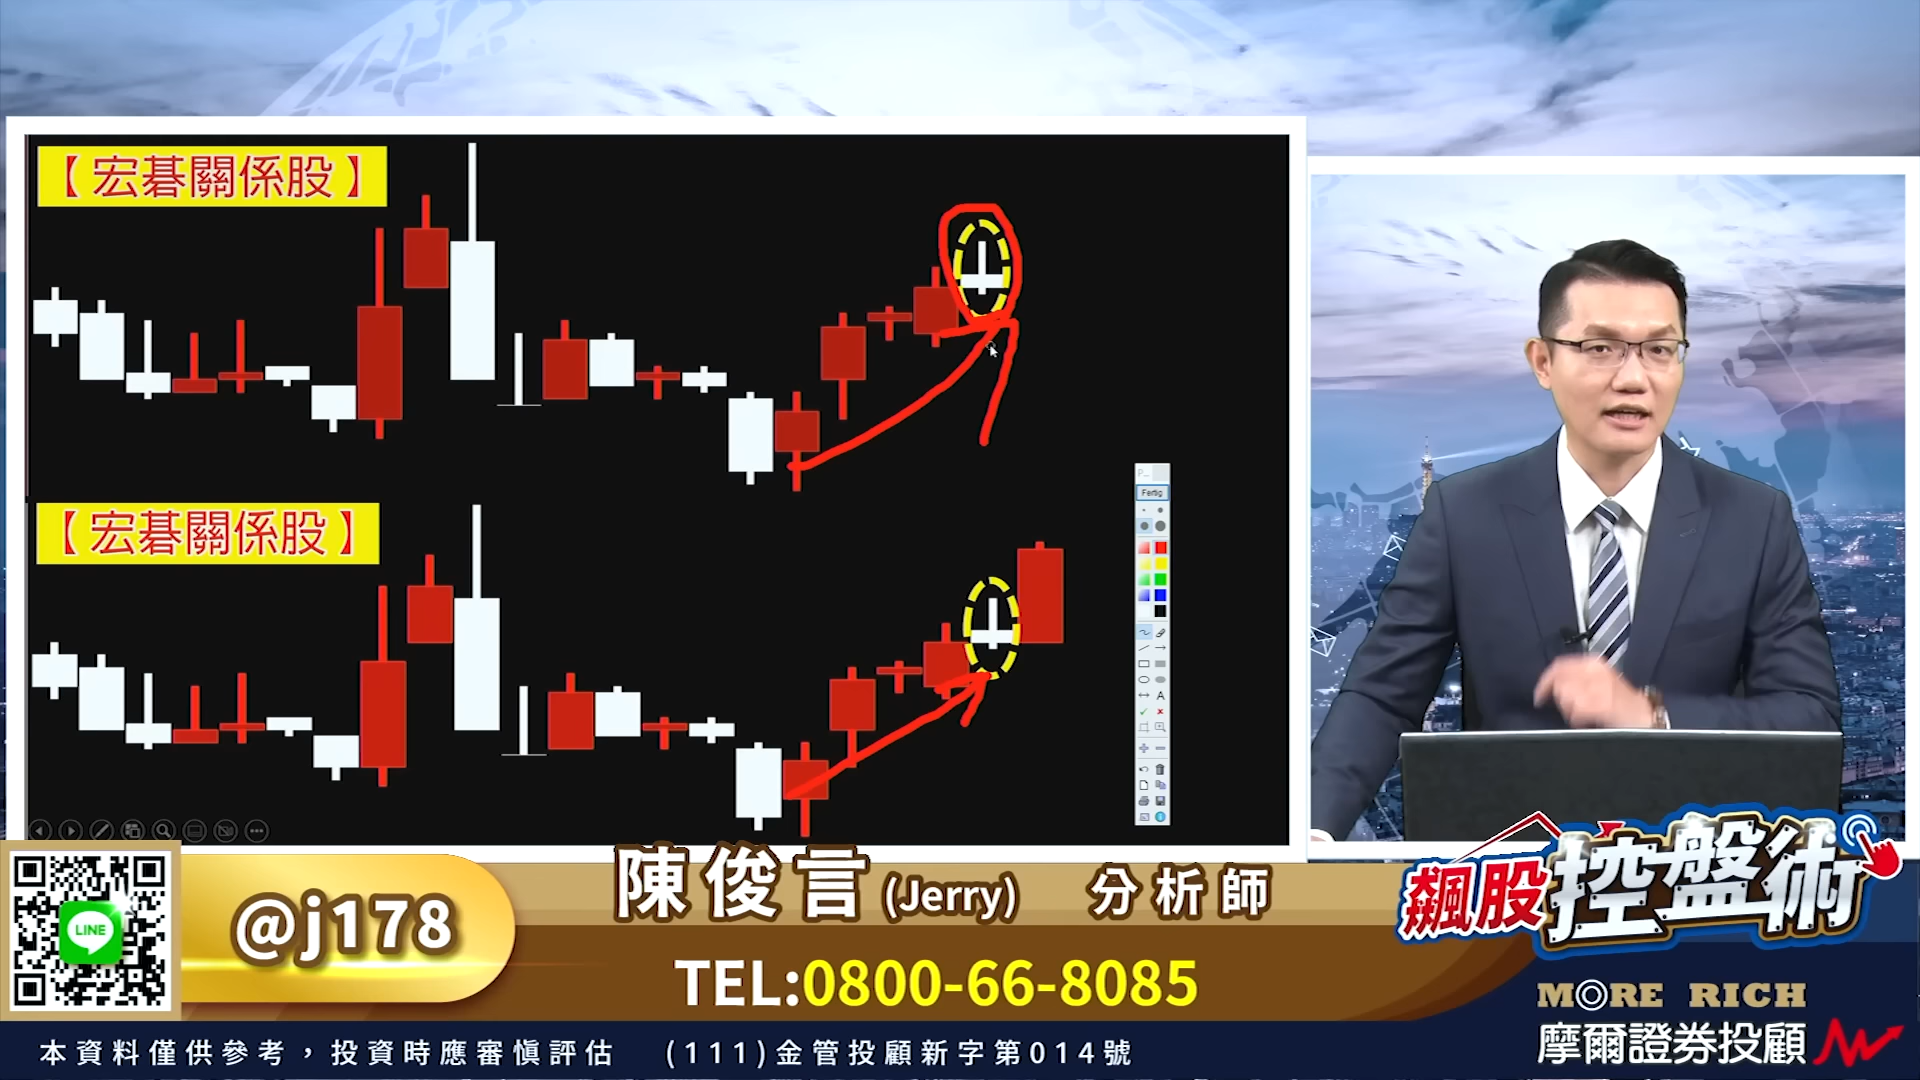 【宏碁關係股】
【宏碁關係股】
Fertig
A
LINE
@j178
陳俊言(Jerry) 分析師
TEL:0800-66-8085
飆股控盤術
MORE RICH
摩爾證券投顧
本資料僅供參考，投資時應審慎評估 (111)金管投顧新字第014號